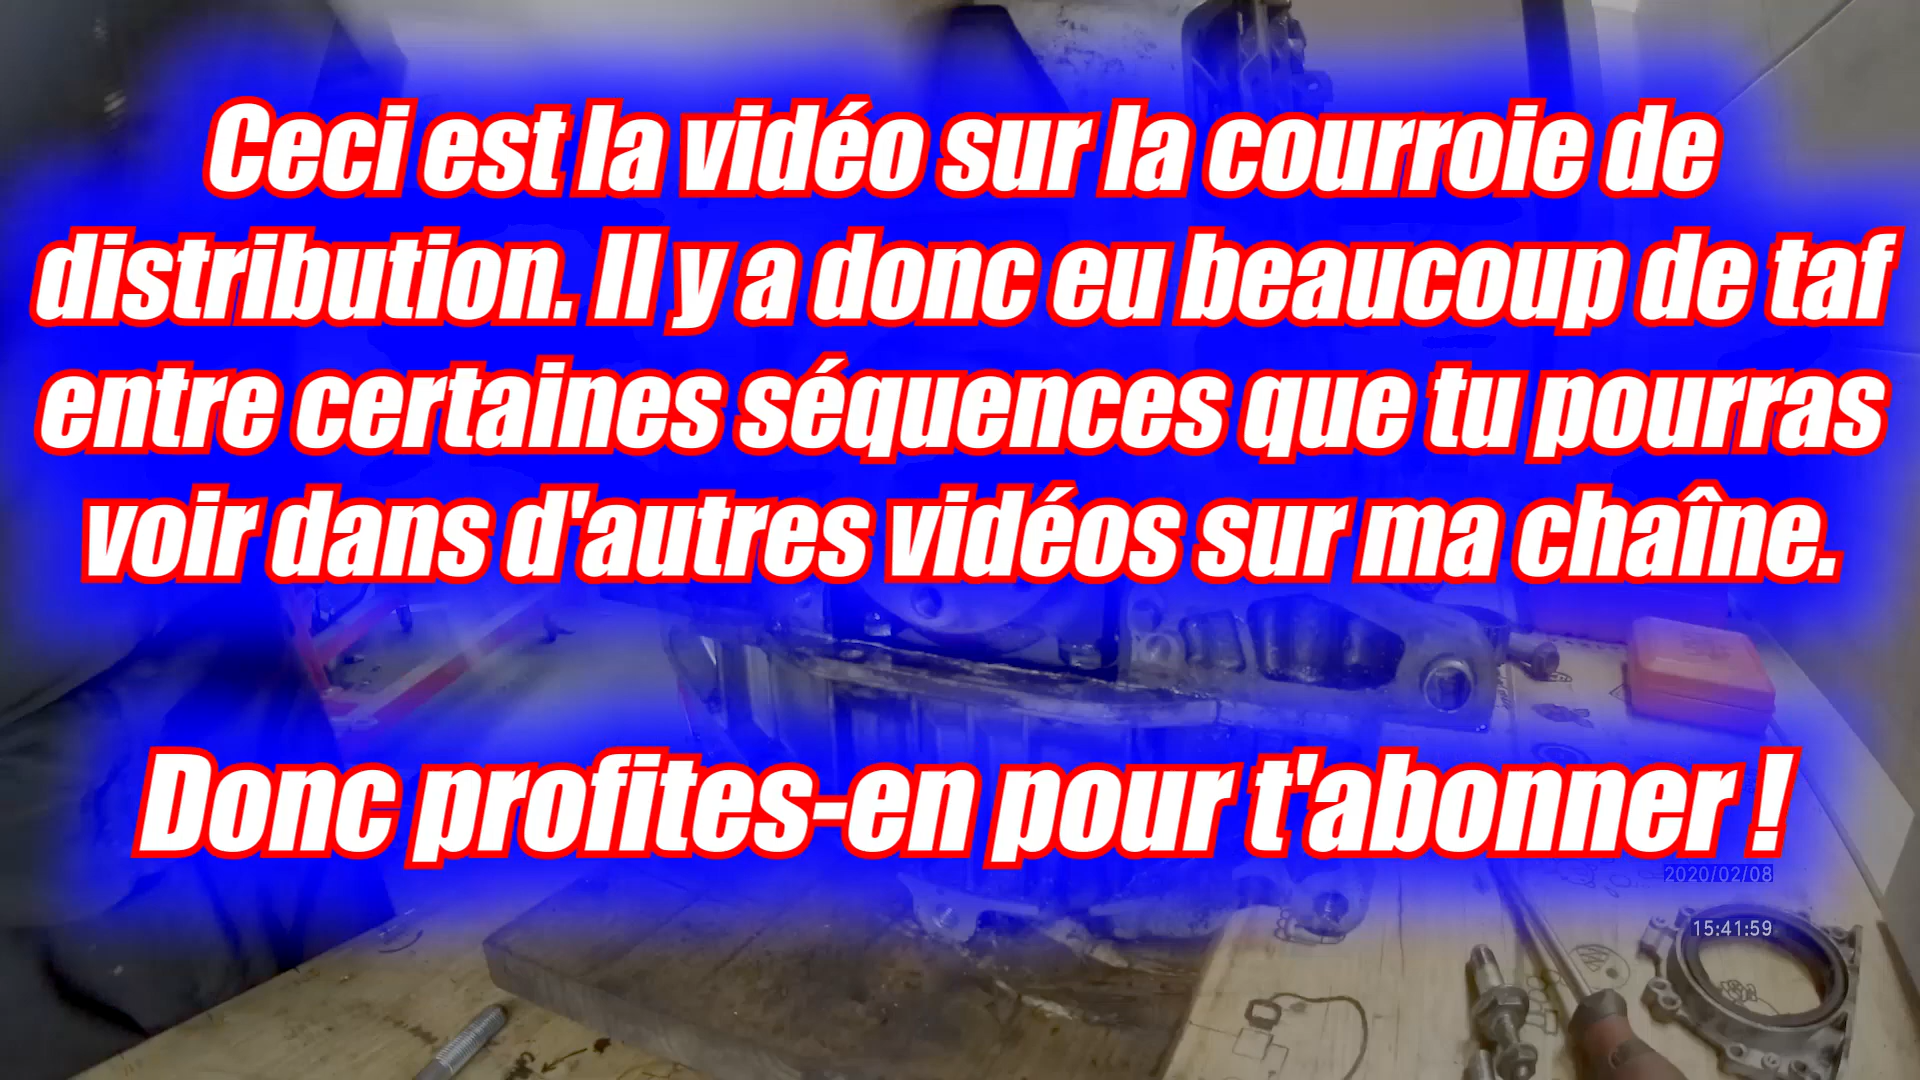 Ceci est la vidéo sur la courroie de
distribution. Il y a donc eu beaucoup de taf
entre certaines séquences que tu pourras
voir dans d'autres vidéos sur ma chaîne.
Donc profites-en pour t'abonner !
2020/02/08
15:41:59